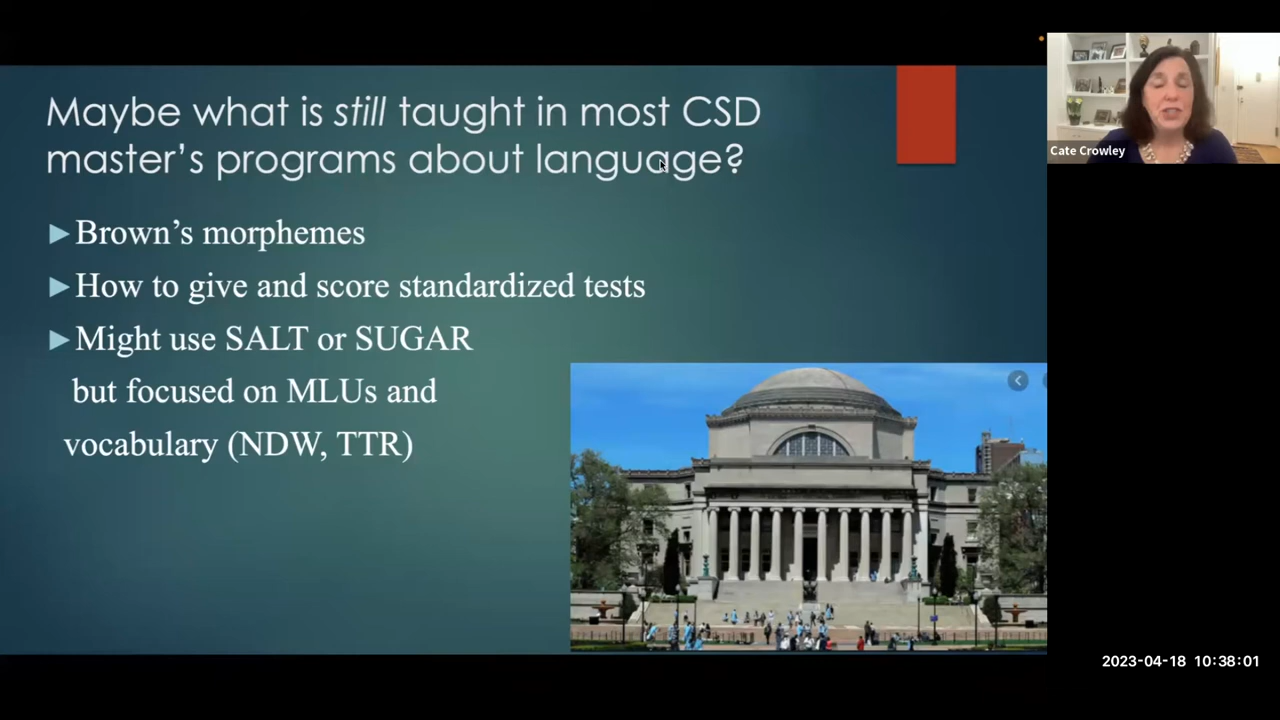 Maybe what is still taught in most CSD
master's programs about language?
Brown's morphemes
How to give and score standardized tests
Might use SALT or SUGAR
but focused on MLUs and
vocabulary (NDW, TTR)
Cate Crowley
2023-04-18 10:38:01